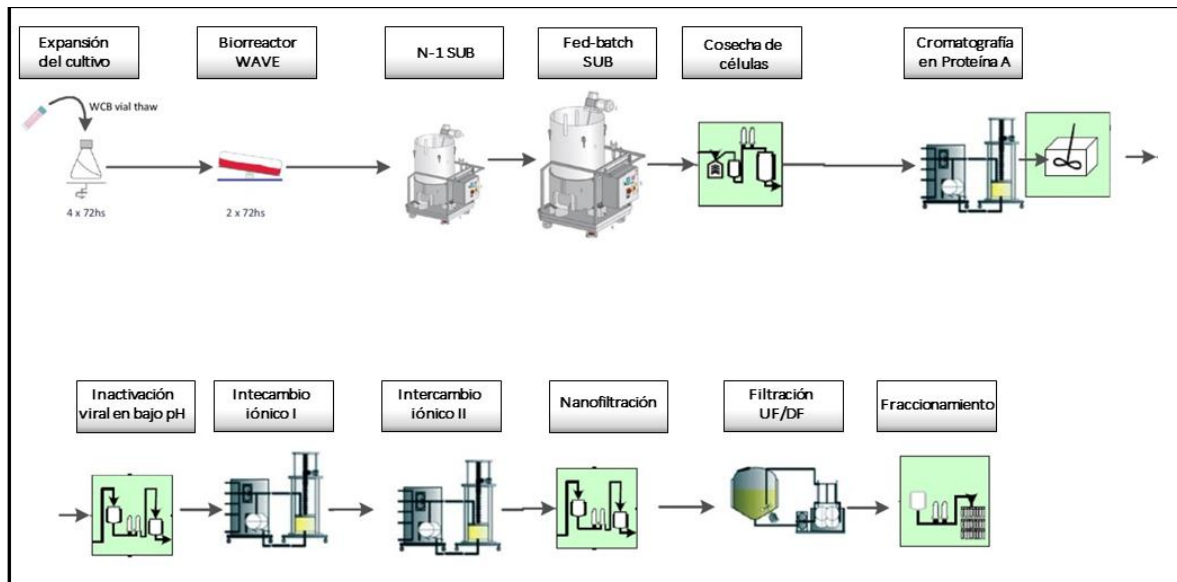 Expansión
del cultivo
Biorreactor
WAVE
N-1 SUB
Fed-batch
SUB
Cosecha de
células
Cromatografía
en Proteína A
WCB vial thaw
4 x 72hs
2 x 72hs
Inactivación
viral en bajo pH
Intecambio
iónico I
Intercambio
iónico II
Nanofiltración
Filtración
UF/DF
Fraccionamiento